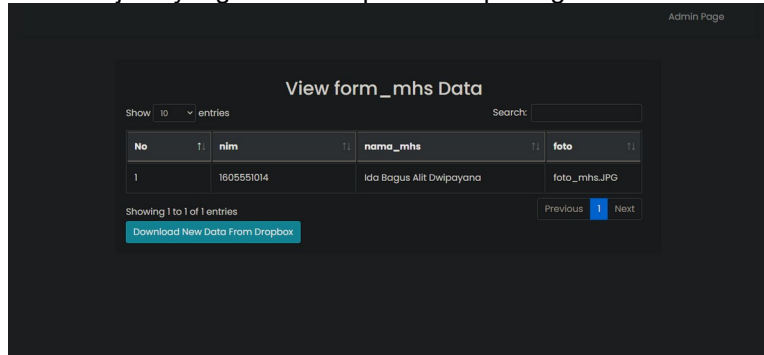 Admin Page
View form_mhs Data
Show 10 entries Search:
No nim nama_mhs foto
1 1605551014 Ida Bagus Alit Dwipayana foto_mhs.JPG
Showing 1 to 1 of 1 entries Previous 1 Next
Download New Data From Dropbox